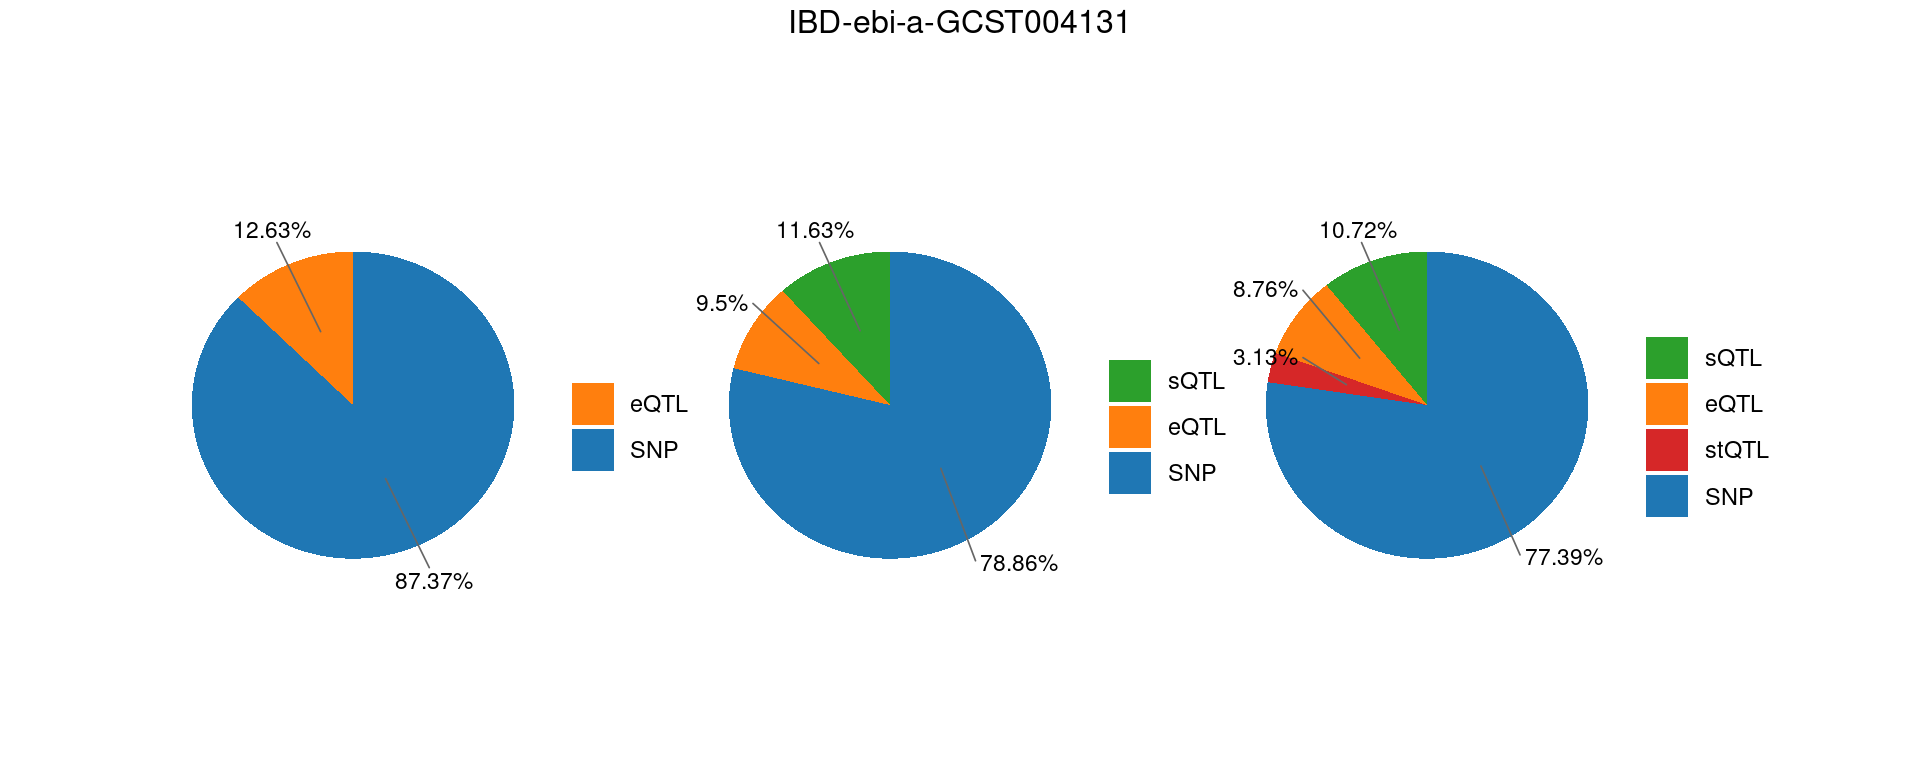 IBD-ebi-a-GCST004131
12.63%
87.37%
eQTL
SNP
11.63%
9.5%
78.86%
sQTL
eQTL
SNP
10.72%
8.76%
3.13%
77.39%
sQTL
eQTL
stQTL
SNP